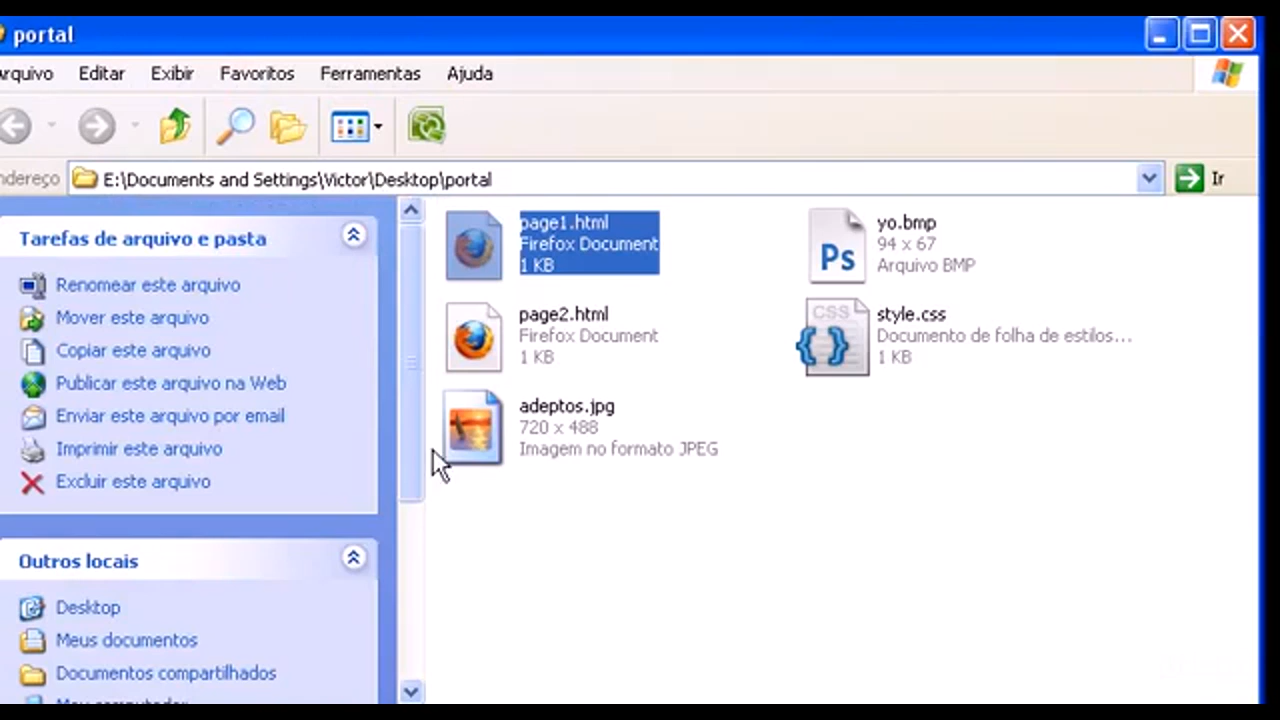 portal
rquivo Editar Exibir Favoritos Ferramentas Ajuda
ndereço E:\Documents and Settings\Victor\Desktop\portal Ir
Tarefas de arquivo e pasta
Renomear este arquivo
Mover este arquivo
Copiar este arquivo
Publicar este arquivo na Web
Enviar este arquivo por email
Imprimir este arquivo
Excluir este arquivo
Outros locais
Desktop
Meus documentos
Documentos compartilhados
Meu computador
page1.html
Firefox Document
1 KB
yo.bmp
94 x 67
Arquivo BMP
Ps
page2.html
Firefox Document
1 KB
style.css
Documento de folha de estilos...
1 KB
CSS
adeptos.jpg
720 x 488
Imagem no formato JPEG